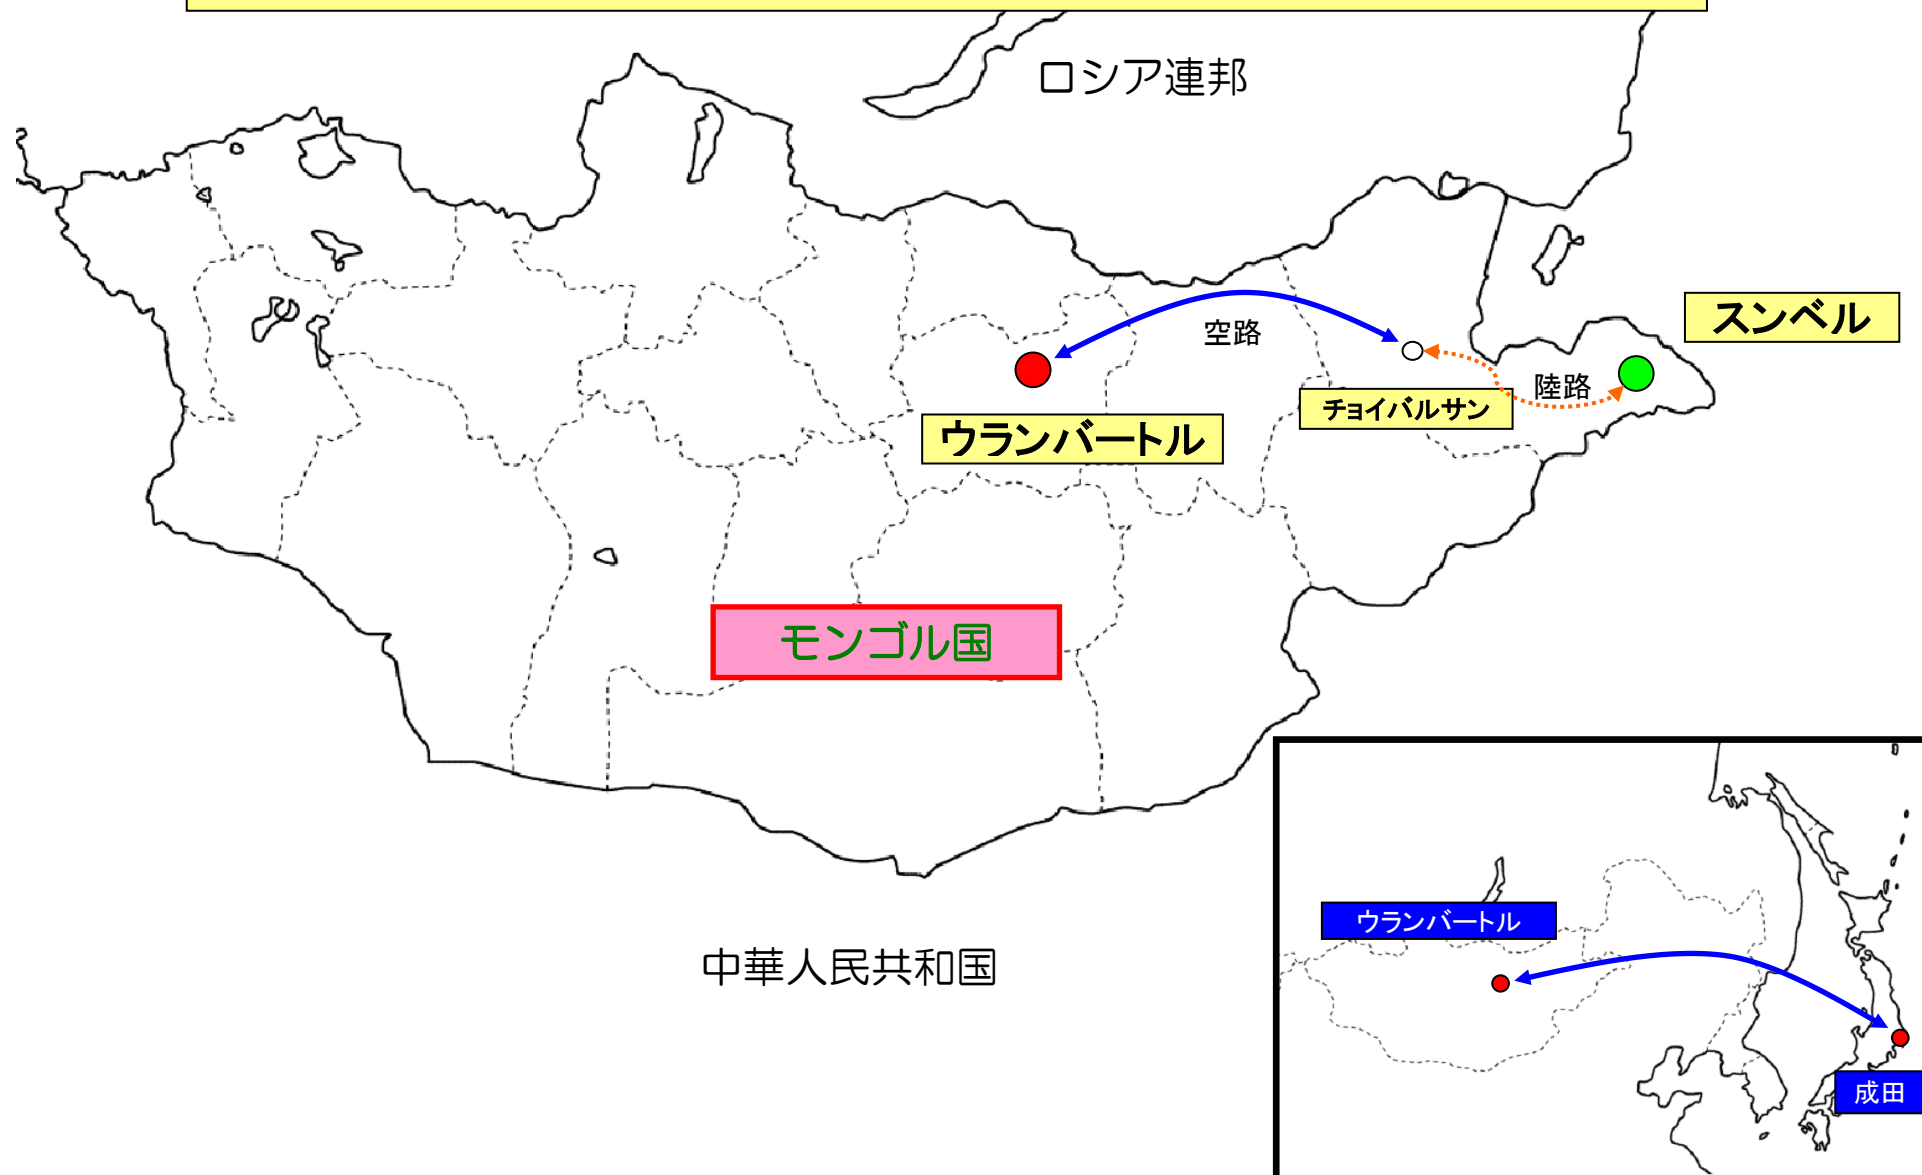 ロシア連邦
スンベル
空路
陸路
チョイバルサン
ウランバートル
モンゴル国
ウランバートル
中華人民共和国
成田